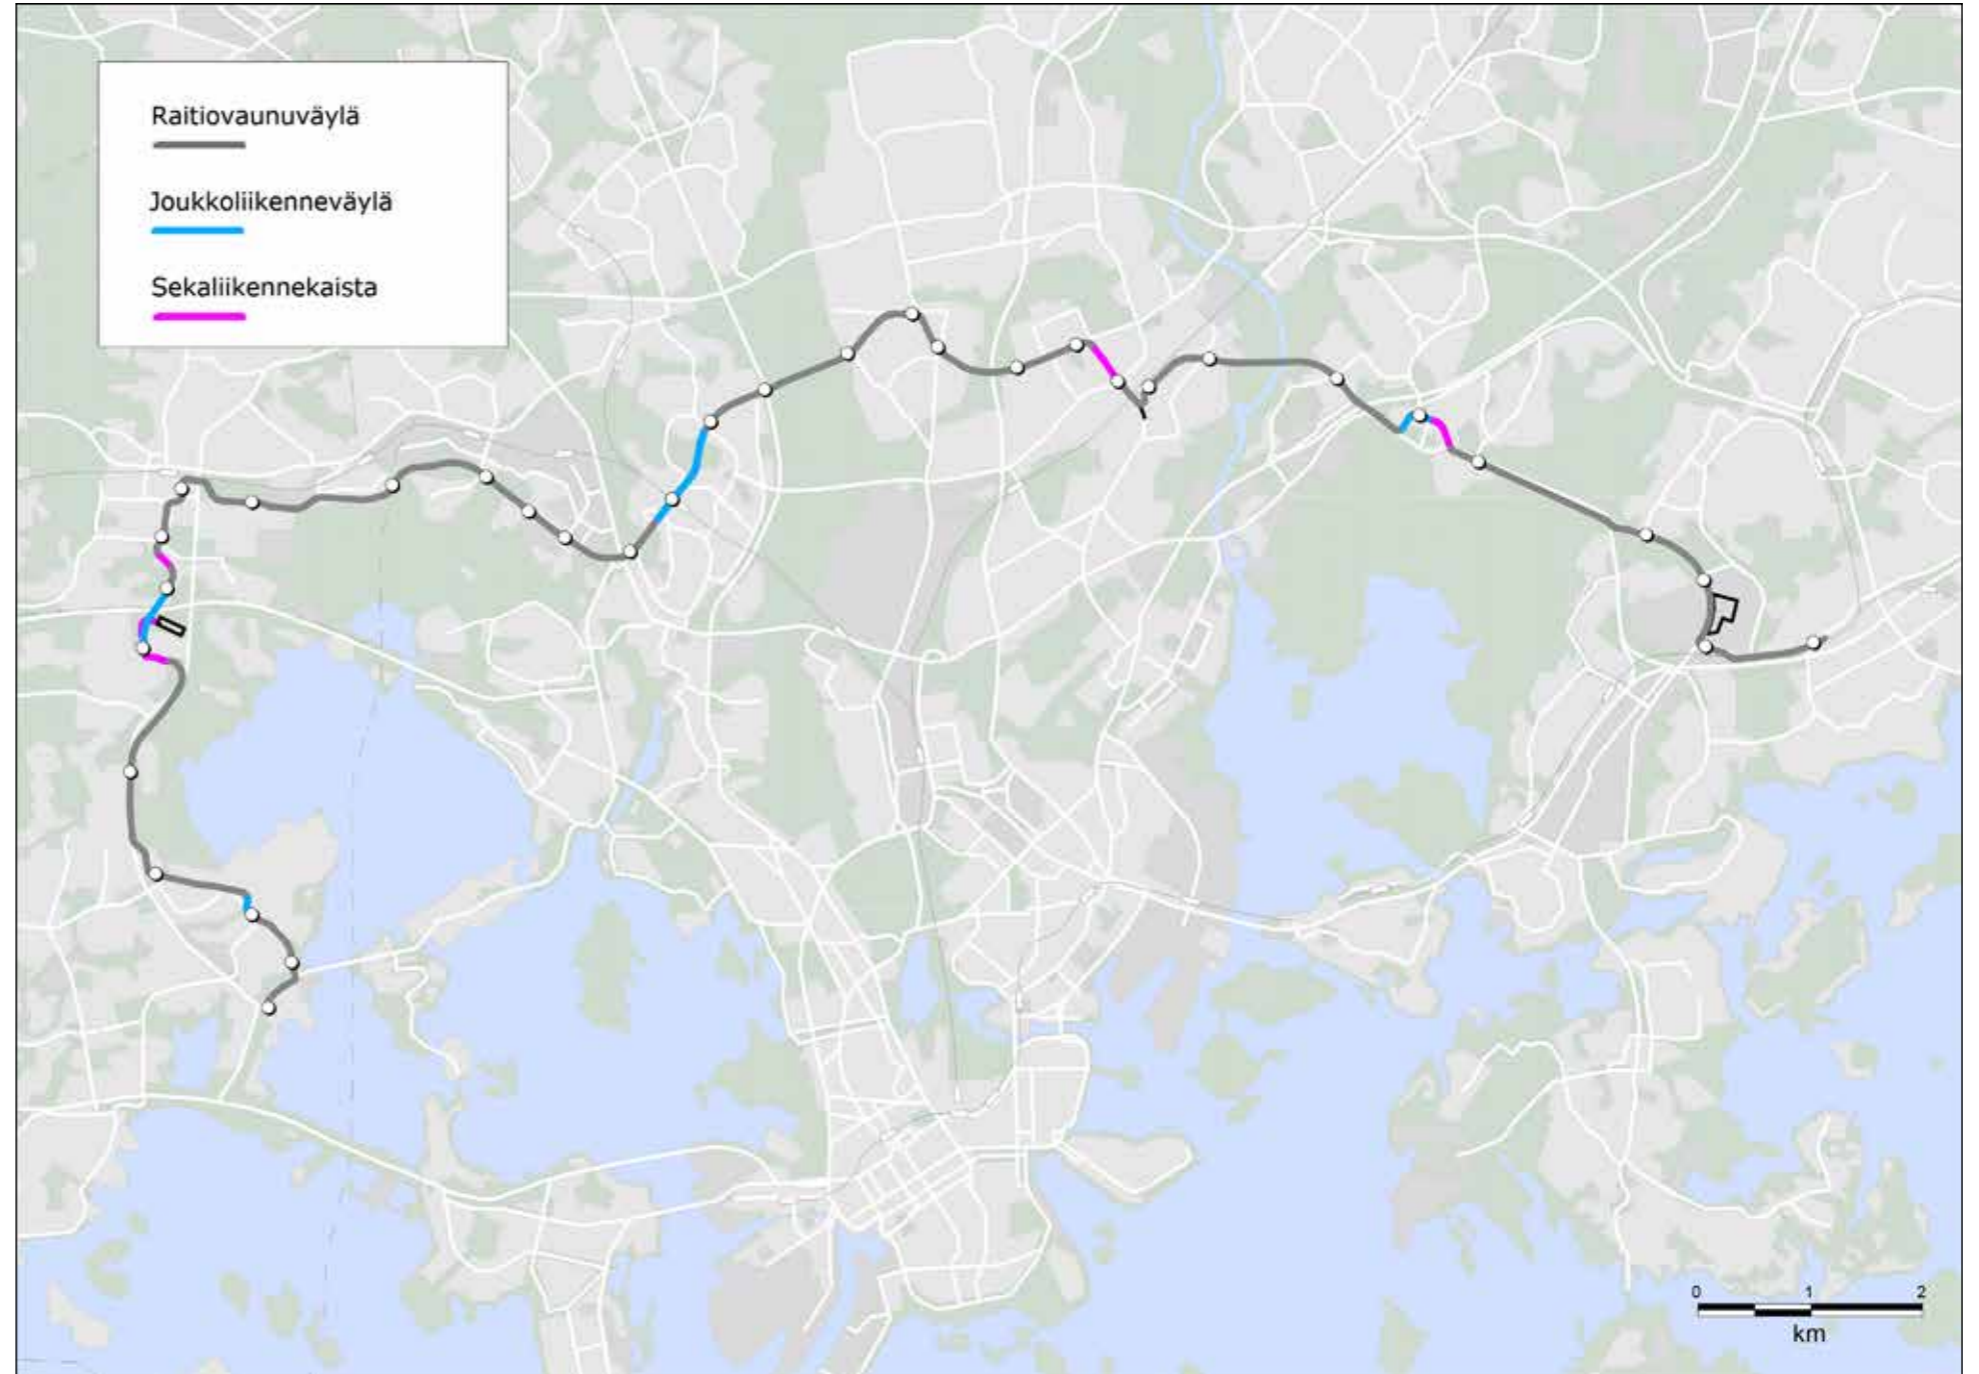 Raitiovaunuväylä
Joukkoliikenneväylä
Sekaliikennekaista
0 1 2
km